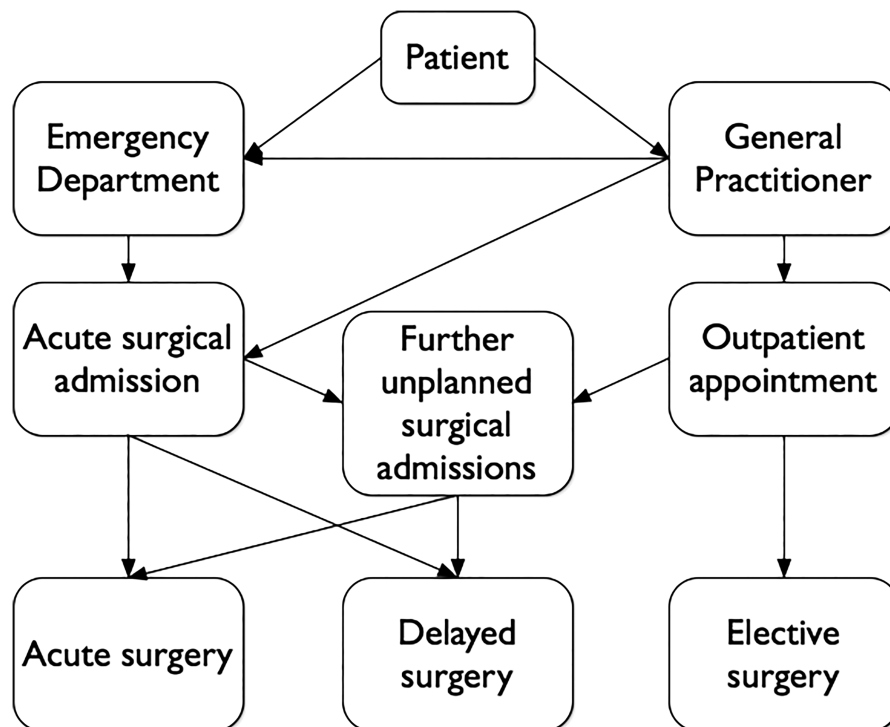 Patient
Emergency
Department
General
Practitioner
Acute surgical
admission
Further
unplanned
surgical
admissions
Outpatient
appointment
Acute surgery
Delayed
surgery
Elective
surgery